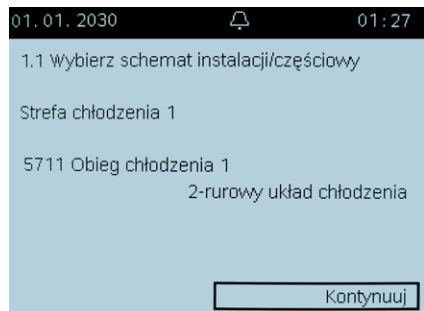 01.01.2030 01:27
1.1 Wybierz schemat instalacji/częściowy
Strefa chłodzenia 1
5711 Obieg chłodzenia 1
2-rurowy układ chłodzenia
Kontynuuj